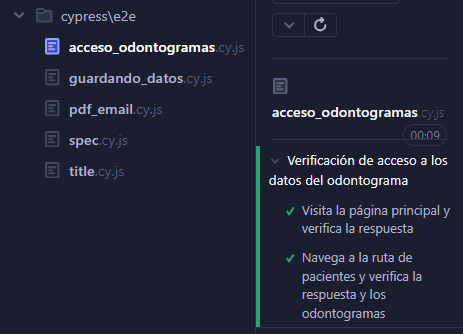 cypress\e2e
acceso_odontogramas.cy.js
guardando_datos.cy.js
pdf_email.cy.js
spec.cy.js
title.cy.js
acceso_odontogramas.cy.js
00:09
Verificación de acceso a los
datos del odontograma
Visita la página principal y
verifica la respuesta
Navega a la ruta de
pacientes y verifica la
respuesta y los
odontogramas